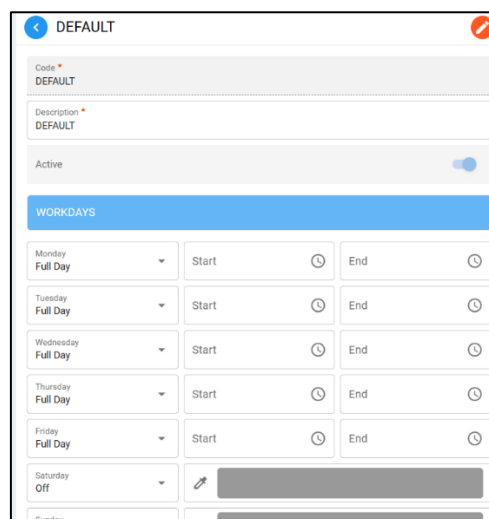 DEFAULT
Code *
DEFAULT
Description *
DEFAULT
Active
WORKDAYS
Monday
Full Day
Start
End
Tuesday
Full Day
Start
End
Wednesday
Full Day
Start
End
Thursday
Full Day
Start
End
Friday
Full Day
Start
End
Saturday
Off